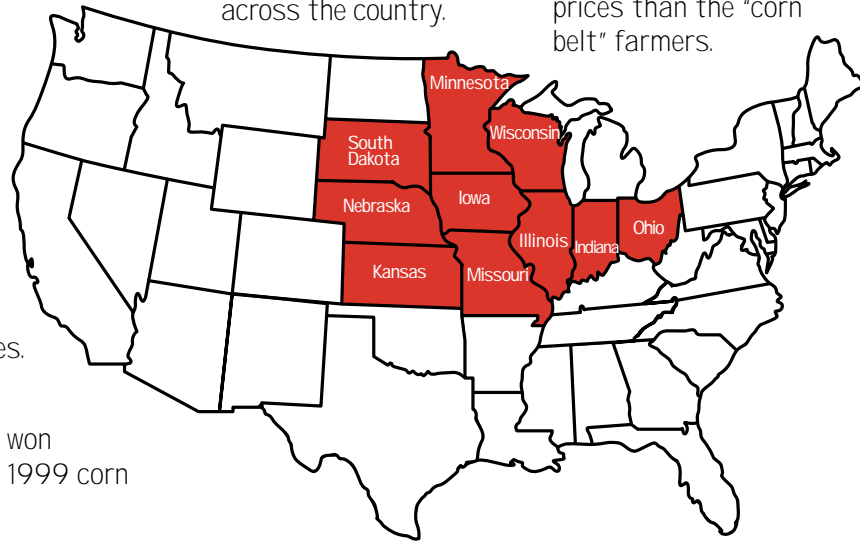 across the country.
prices than the "corn
belt" farmers.
Minnesota
Wisconsin
South
Dakota
Iowa
Nebraska
Ohio
Illinois
Indiana
Kansas
Missouri
es.
won
1999 corn